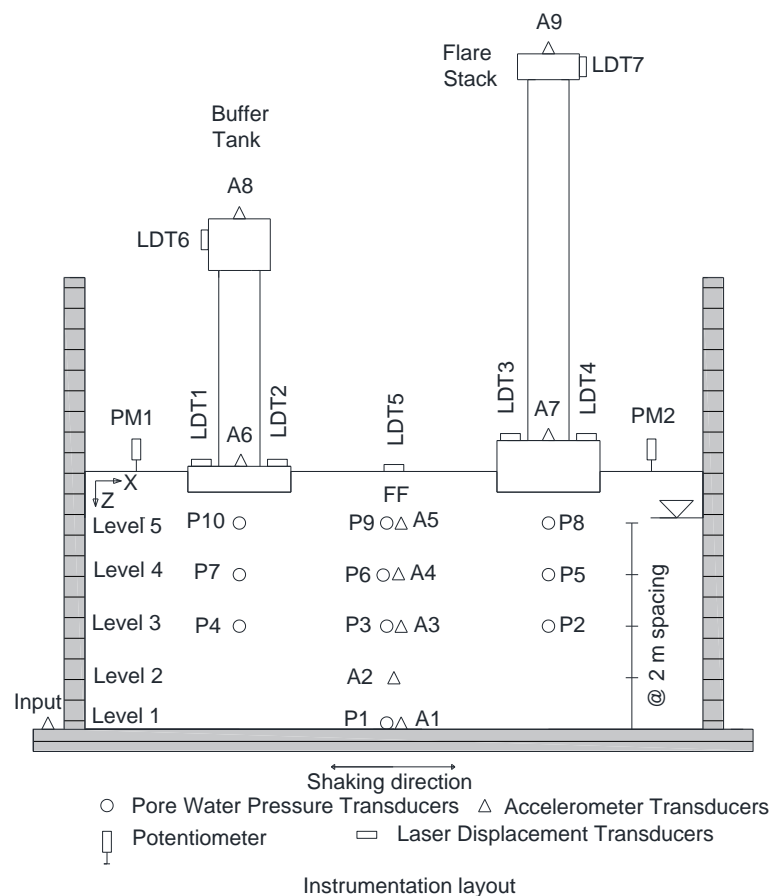 A9
Flare
Stack
LDT7
Buffer
Tank
A8
LDT6
LDT1
LDT2
LDT5
LDT3
LDT4
PM1
A6
A7
PM2
X
Z
FF
Level 5
P10
P9
A5
P8
Level 4
P7
P6
A4
P5
Level 3
P4
P3
A3
P2
@ 2 m spacing
Level 2
A2
Input
Level 1
P1
A1
Shaking direction
Pore Water Pressure Transducers
Accelerometer Transducers
Potentiometer
Laser Displacement Transducers
Instrumentation layout